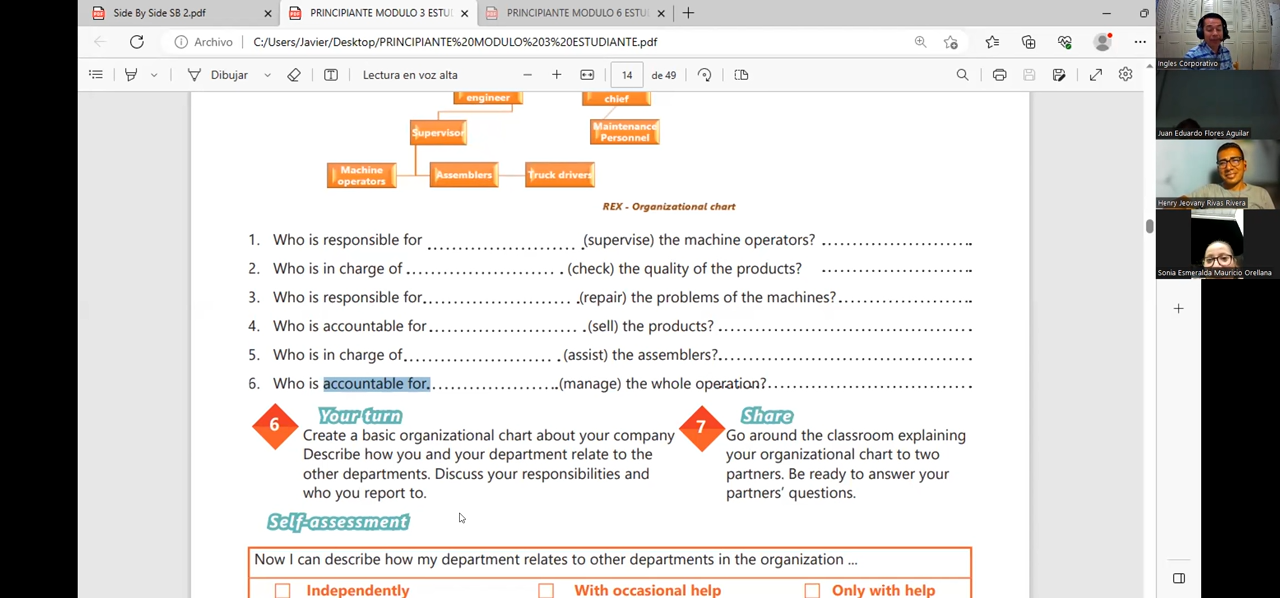 Side By Side SB 2.pdf
PRINCIPIANTE MODULO 3 ESTU
PRINCIPIANTE MODULO 6 ESTU
Archivo
C:/Users/Javier/Desktop/PRINCIPIANTE%20MODULO%203%20ESTUDIANTE.pdf
Dibujar
Lectura en voz alta
14
de 49
engineer
chief
Supervisor
Maintenance
Personnel
Machine
operators
Assemblers
Truck drivers
REX - Organizational chart
1. Who is responsible for ........................... (supervise) the machine operators? ..........................
2. Who is in charge of ........................... (check) the quality of the products? ..........................
3. Who is responsible for........................... (repair) the problems of the machines? ..........................
4. Who is accountable for ........................... (sell) the products? ..........................................
5. Who is in charge of ........................... (assist) the assemblers? ..........................................
6. Who is accountable for. ........................(manage) the whole operation? ....................................
6 Your turn
Create a basic organizational chart about your company
Describe how you and your department relate to the
other departments. Discuss your responsibilities and
who you report to.
7 Share
Go around the classroom explaining
your organizational chart to two
partners. Be ready to answer your
partners' questions.
Self-assessment
Now I can describe how my department relates to other departments in the organization ...
Independently
With occasional help
Only with help
Ingles Corporativo
Juan Eduardo Flores Aguilar
Henry Jeovany Rivas Rivera
Sonia Esmeralda Mauricio Orellana